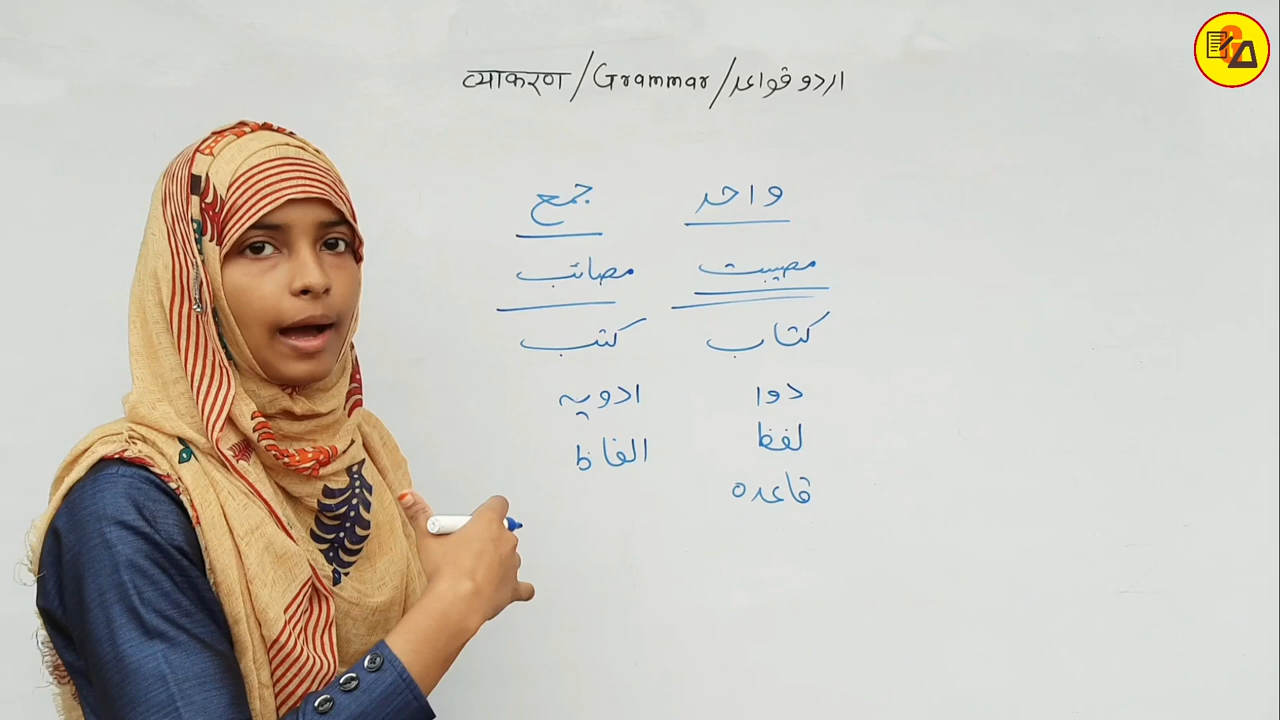 व्याकरण/Grammar/اردو قواعد
واحد جمع
مصیبت مصائب
کتاب کتب
دوا ادویہ
لفظ الفاظ
قاعدہ